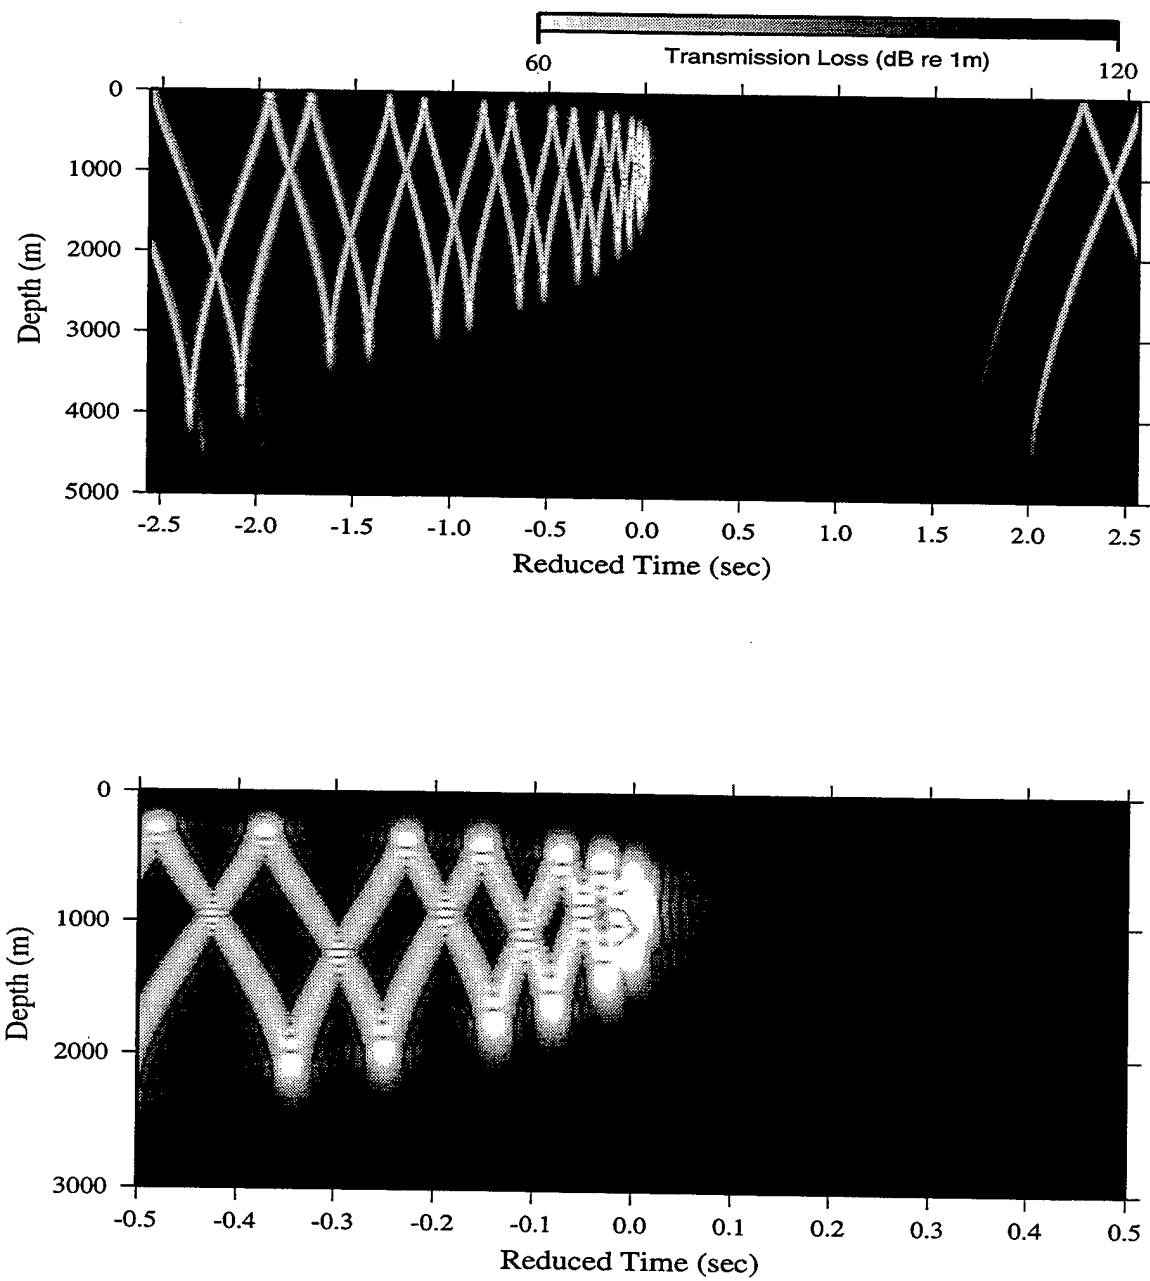 60 Transmission Loss (dB re 1m) 120
0
1000
2000
3000
4000
5000
Depth (m)
-2.5 -2.0 -1.5 -1.0 -0.5 0.0 0.5 1.0 1.5 2.0 2.5
Reduced Time (sec)
0
1000
2000
3000
Depth (m)
-0.5 -0.4 -0.3 -0.2 -0.1 0.0 0.1 0.2 0.3 0.4 0.5
Reduced Time (sec)